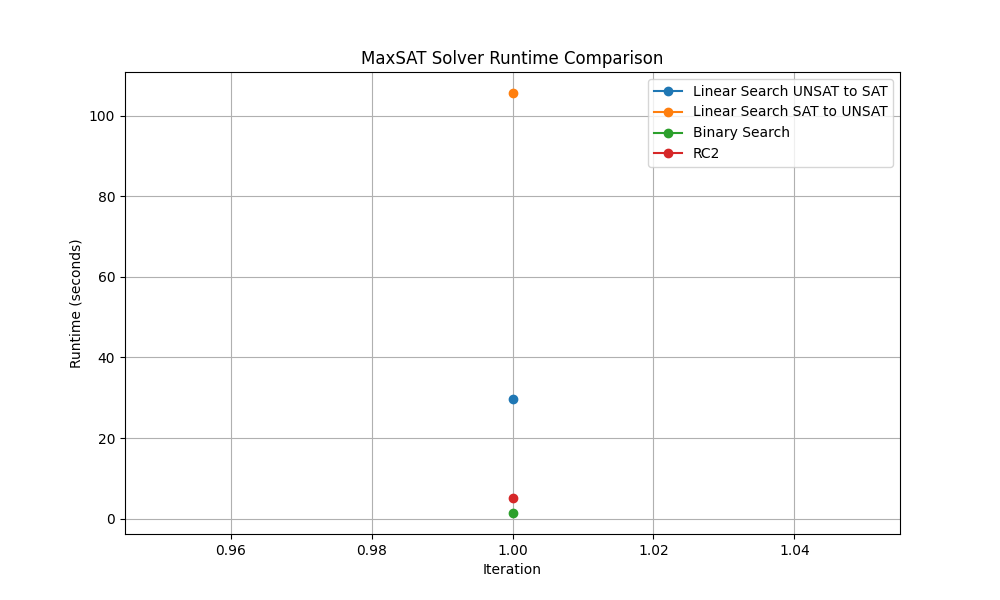 MaxSAT Solver Runtime Comparison
Linear Search UNSAT to SAT
Linear Search SAT to UNSAT
Binary Search
RC2
Runtime (seconds)
100
80
60
40
20
0
0.96 0.98 1.00 1.02 1.04
Iteration